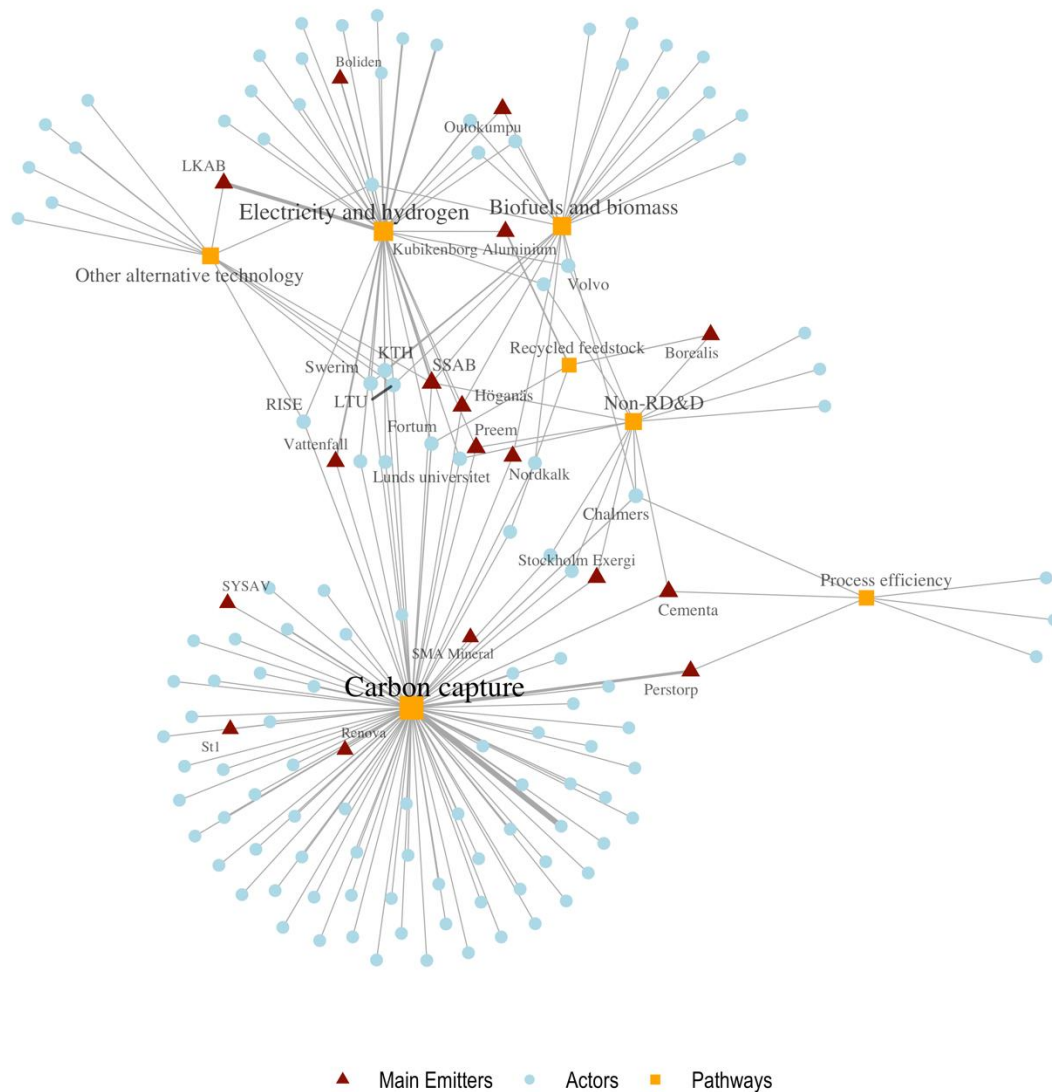 Boliden
Outokumpu
LKAB
Electricity and hydrogen
Biofuels and biomass
Kubikenborg Aluminium
Other alternative technology
Volvo
Recycled feedstock
Borealis
KTH
Swerim
SSAB
Höganäs
LTU
RISE
Non-RD&D
Fortum
Preem
Vattenfall
Lunds universitet
Nordkalk
Chalmers
Stockholm Exergi
Process efficiency
SYSAV
Cementa
SMA Mineral
Carbon capture
Perstorp
Renova
St1
Main Emitters Actors Pathways